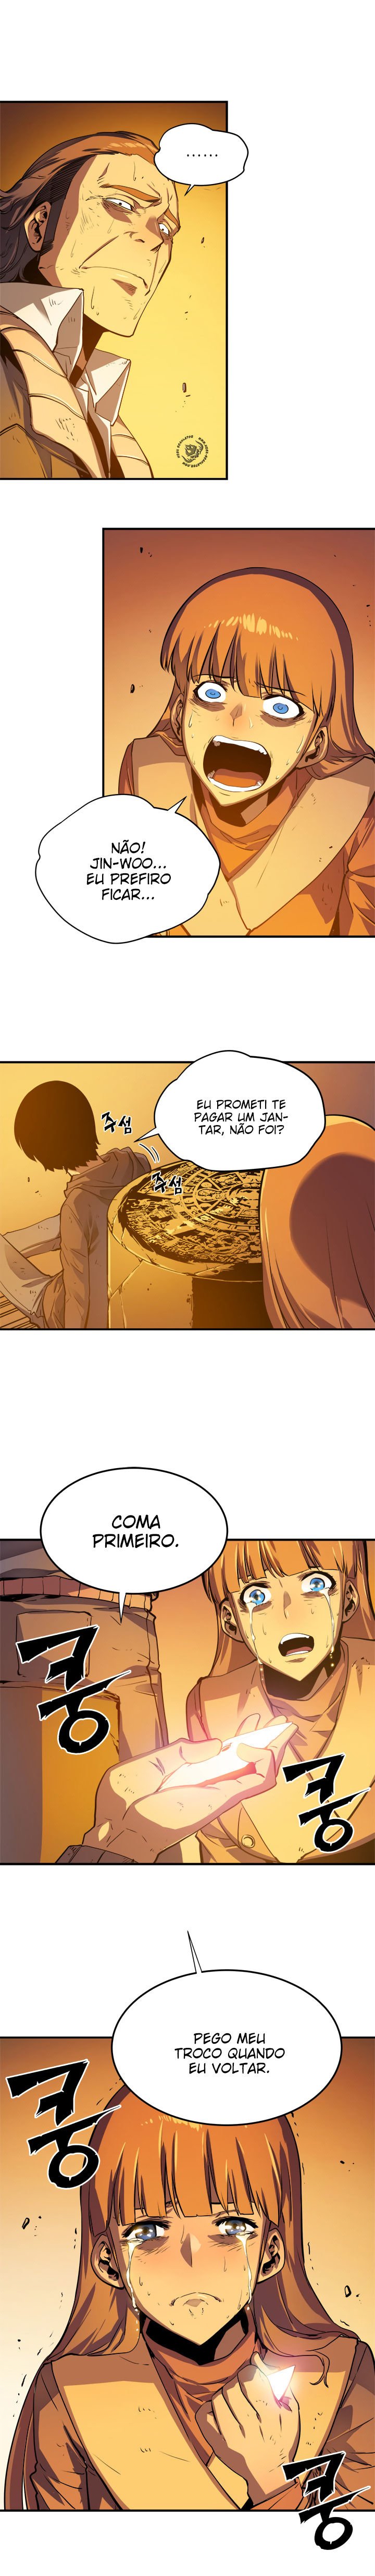 ......
NÃO!
JIN-WOO...
EU PREFIRO
FICAR...
EU PROMETI TE
PAGAR UM JAN-
TAR, NÃO FOI?
주섬
주섬
COMA
PRIMEIRO.
쿵
쿵
PEGO MEU
TROCO QUANDO
EU VOLTAR.
쿵
쿵